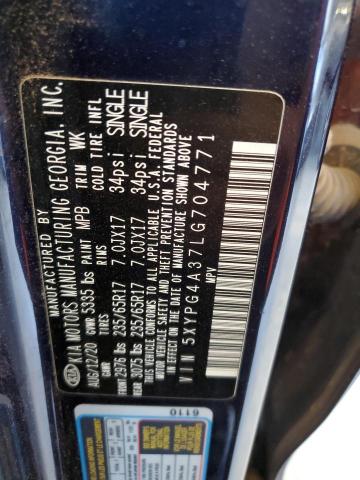 MANUFACTURED BY
KIA MOTORS MANUFACTURING GEORGIA. INC.
AUG/12/20 GVWR 5335 lbs PAINT MPB TRIM WK
GAWR TIRES RIMS COLD TIRE INFL
FRONT 2976 lbs 235/65R17 7.0JX17 34psi SINGLE
REAR 3075 lbs 235/65R17 7.0JX17 34psi SINGLE
THIS VEHICLE CONFORMS TO ALL APPLICABLE U.S.A. FEDERAL
MOTOR VEHICLE SAFETY AND THEFT PREVENTION STANDARDS
IN EFFECT ON THE DATE OF MANUFACTURE SHOWN ABOVE
VIN 5XYPG4A37LG704771
MPV
KIA
6110